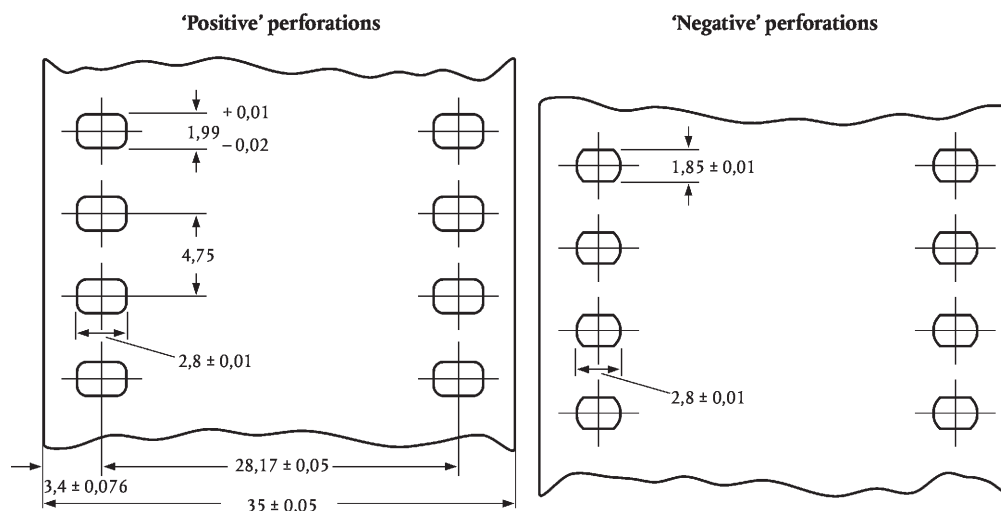 ‘Positive’ perforations
‘Negative’ perforations
+ 0,01
1,99
– 0,02
4,75
2,8 ± 0,01
28,17 ± 0,05
3,4 ± 0,076
35 ± 0,05
1,85 ± 0,01
2,8 ± 0,01